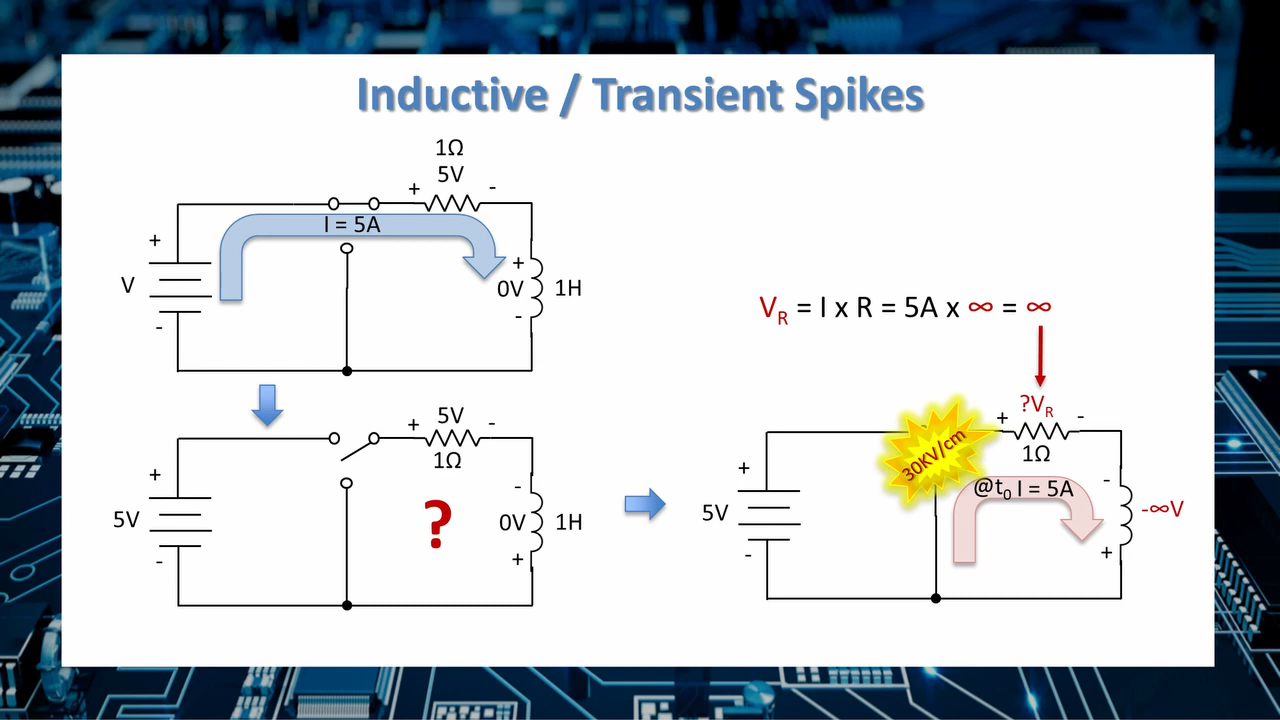 Inductive / Transient Spikes
1Ω
5V
+ -
I = 5A
+
V
-
+
0V 1H
-
VR = I x R = 5A x ∞ = ∞
5V
+ -
1Ω
+
5V
-
?
-
0V 1H
+
?VR
+ -
1Ω
30KV/cm
@t0 I = 5A
+
5V
-
-
-∞V
+